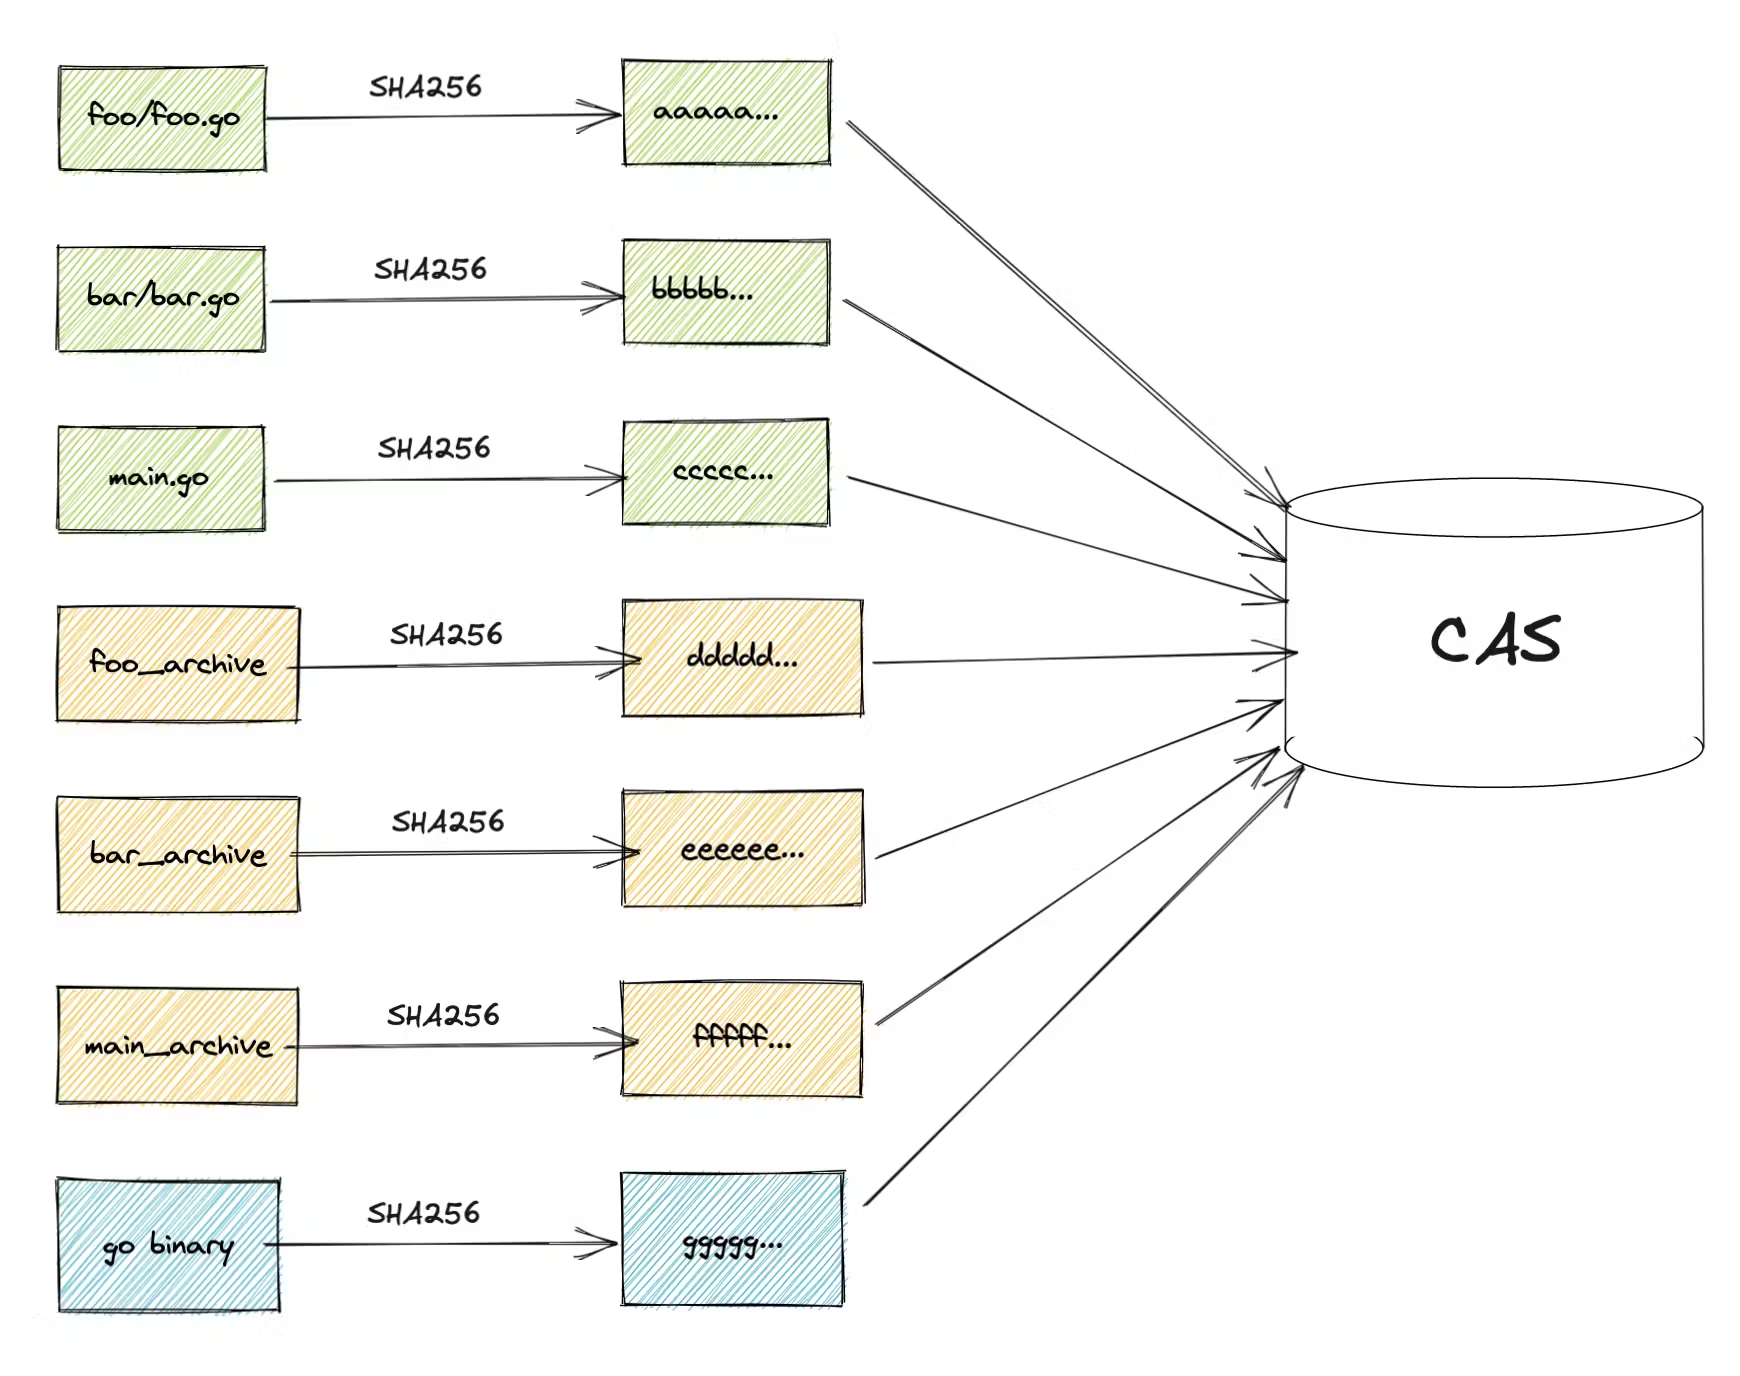 foo/foo.go
SHA256
aaaaa...
bar/bar.go
SHA256
bbbbb...
main.go
SHA256
ccccc...
foo_archive
SHA256
ddddd...
CAS
bar_archive
SHA256
eeeeee...
main_archive
SHA256
fffff...
go binary
SHA256
ggggg...